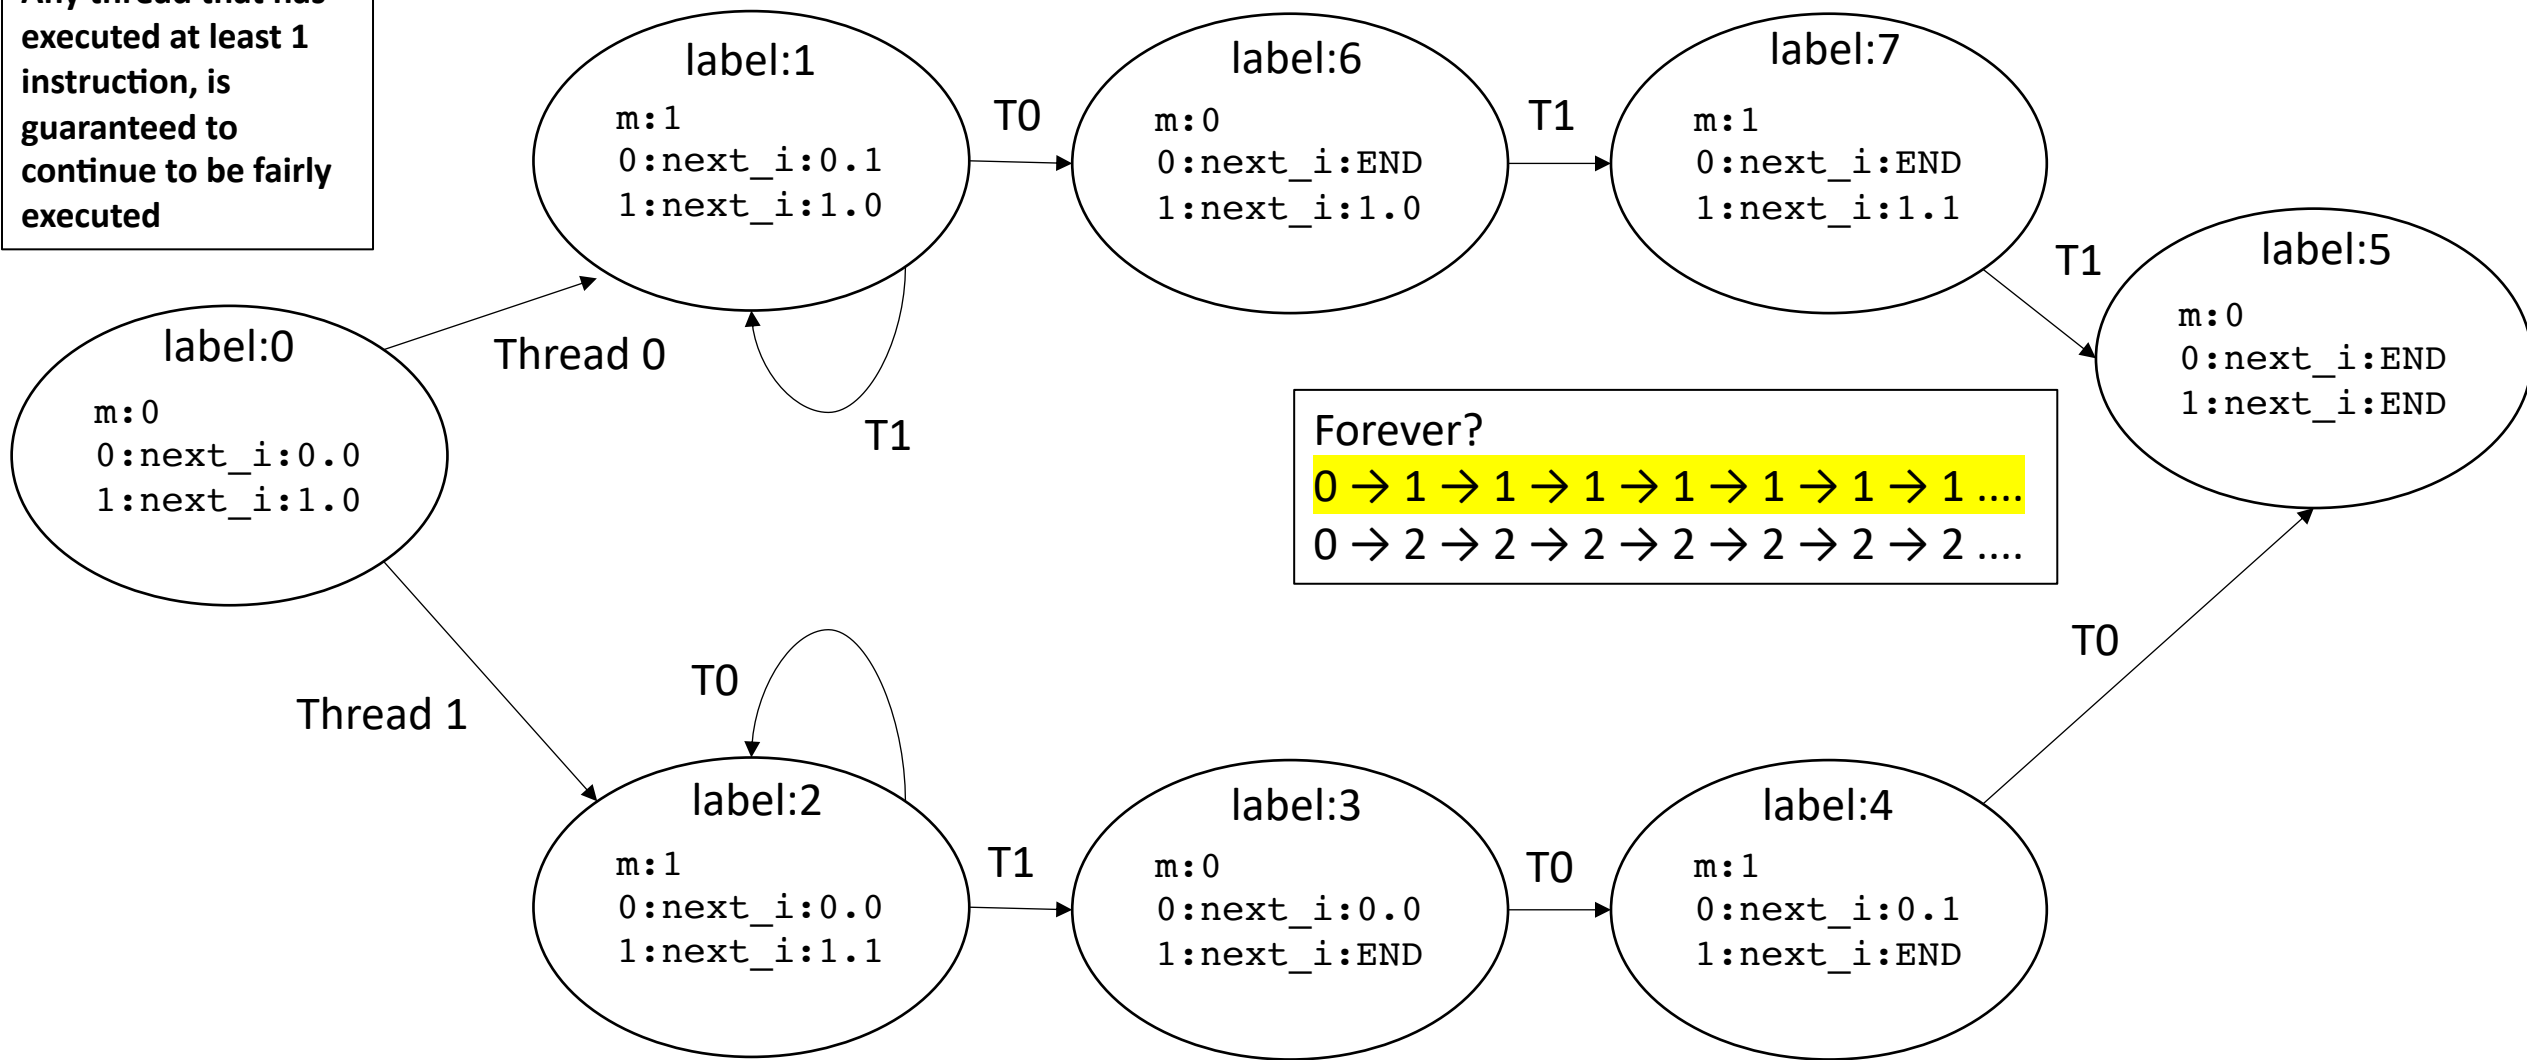 Any thread that has
executed at least 1
instruction, is
guaranteed to
continue to be fairly
executed
label:1
m:1
0:next_i:0.1
1:next_i:1.0
T0
label:6
m:0
0:next_i:END
1:next_i:1.0
T1
label:7
m:1
0:next_i:END
1:next_i:1.1
T1
label:5
m:0
0:next_i:END
1:next_i:END
label:0
m:0
0:next_i:0.0
1:next_i:1.0
Thread 0
T1
Forever?
0 → 1 → 1 → 1 → 1 → 1 → 1 → 1 ....
0 → 2 → 2 → 2 → 2 → 2 → 2 → 2 ....
T0
Thread 1
T0
label:2
m:1
0:next_i:0.0
1:next_i:1.1
T1
label:3
m:0
0:next_i:0.0
1:next_i:END
T0
label:4
m:1
0:next_i:0.1
1:next_i:END